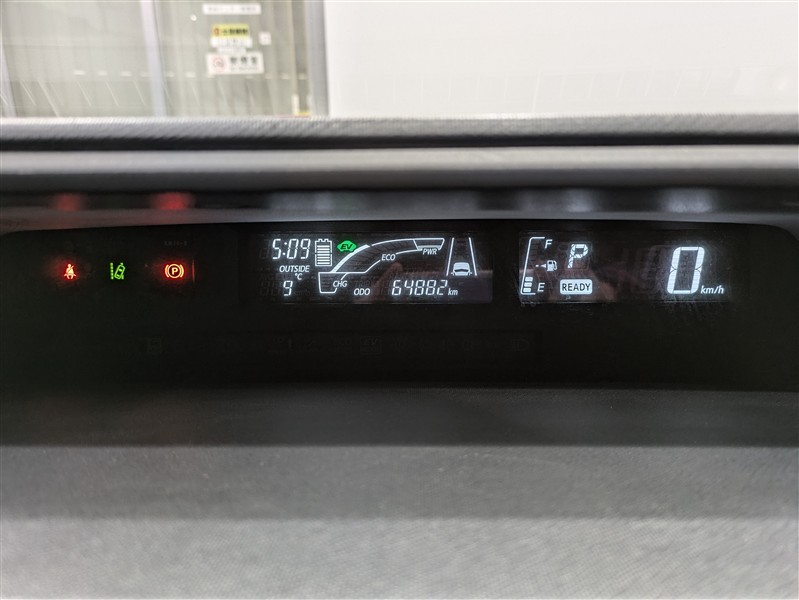 5:09
EV
ECO
PWR
OUTSIDE
°C
9
CHG
ODO 64882 km
F
P
E
READY
0 km/h
(P)